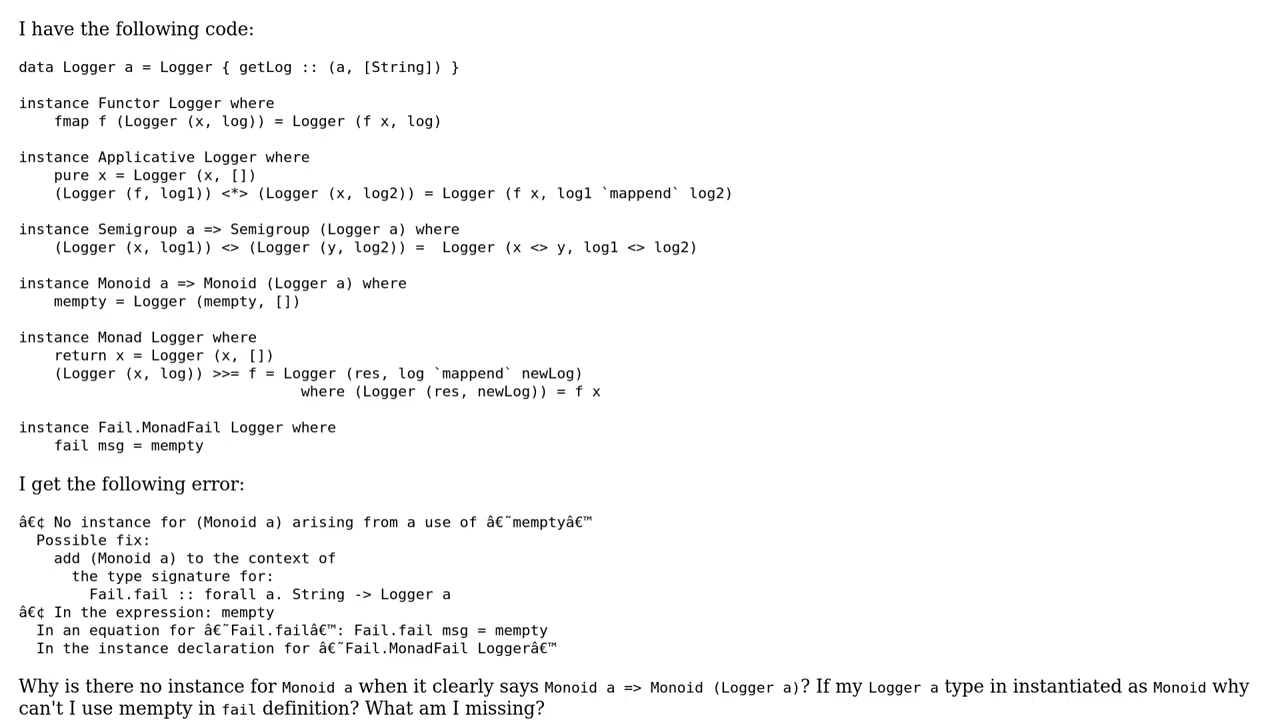 I have the following code:
data Logger a = Logger { getLog :: (a, [String]) }
instance Functor Logger where
    fmap f (Logger (x, log)) = Logger (f x, log)
instance Applicative Logger where
    pure x = Logger (x, [])
    (Logger (f, log1)) <*> (Logger (x, log2)) = Logger (f x, log1 `mappend` log2)
instance Semigroup a => Semigroup (Logger a) where
    (Logger (x, log1)) <> (Logger (y, log2)) =  Logger (x <> y, log1 <> log2)
instance Monoid a => Monoid (Logger a) where
    mempty = Logger (mempty, [])
instance Monad Logger where
    return x = Logger (x, [])
    (Logger (x, log)) >>= f = Logger (res, log `mappend` newLog)
                                where (Logger (res, newLog)) = f x
instance Fail.MonadFail Logger where
    fail msg = mempty
I get the following error:
â€¢ No instance for (Monoid a) arising from a use of â€˜memptyâ€™
  Possible fix:
    add (Monoid a) to the context of
      the type signature for:
        Fail.fail :: forall a. String -> Logger a
â€¢ In the expression: mempty
  In an equation for â€˜Fail.failâ€™: Fail.fail msg = mempty
  In the instance declaration for â€˜Fail.MonadFail Loggerâ€™
Why is there no instance for Monoid a when it clearly says Monoid a => Monoid (Logger a)? If my Logger a type in instantiated as Monoid why
can't I use mempty in fail definition? What am I missing?